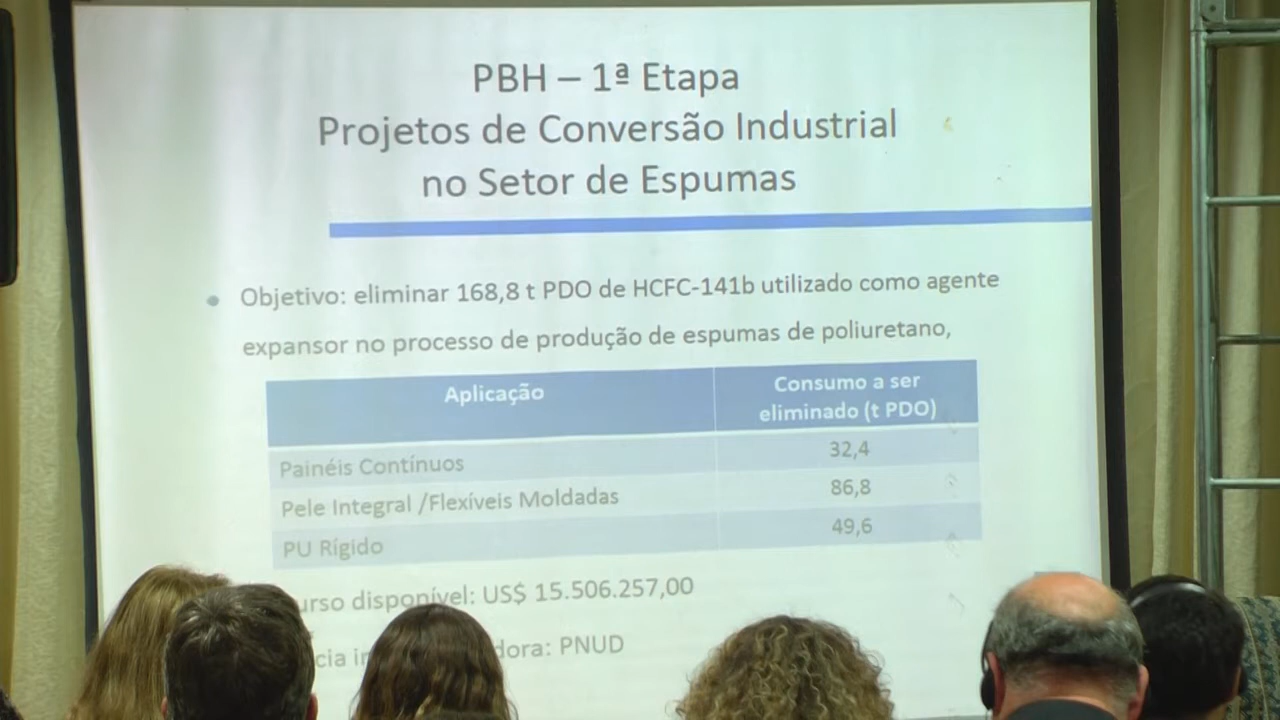 PBH – 1ª Etapa
Projetos de Conversão Industrial
no Setor de Espumas
Objetivo: eliminar 168,8 t PDO de HCFC-141b utilizado como agente
expansor no processo de produção de espumas de poliuretano,
Aplicação Consumo a ser eliminado (t PDO)
Painéis Contínuos 32,4
Pele Integral /Flexíveis Moldadas 86,8
PU Rígido 49,6
disponível: US$ 15.506.257,00
PNUD